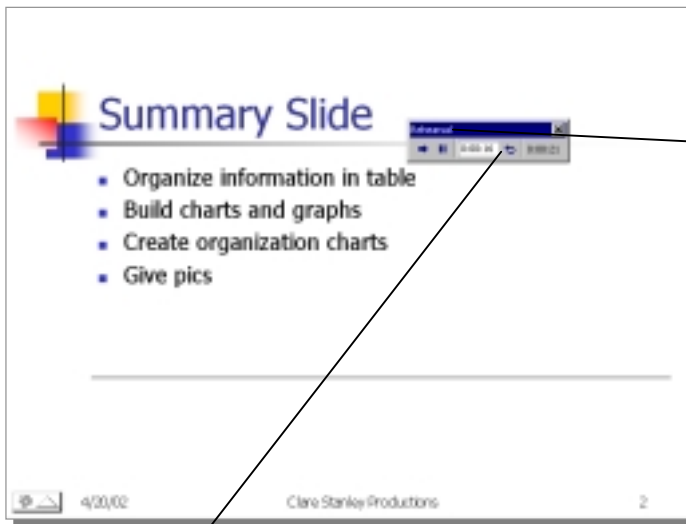 Summary Slide
Rehearsal
Organize information in table
Build charts and graphs
Create organization charts
Give pics
4/20/02 Clare Stanley Productions 2